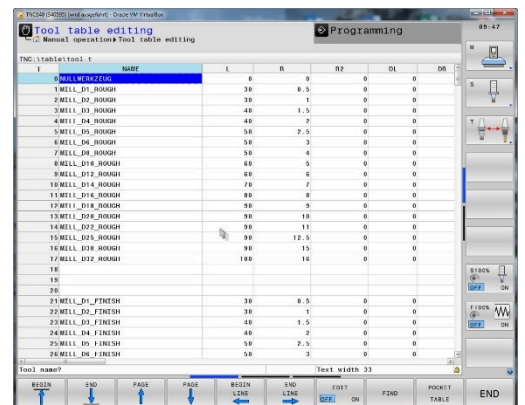 TNC640 (340595) [wird ausgeführt] - Oracle VM VirtualBox
Tool table editing
Programming
09:47
Manual operation Tool table editing
TNC:\table\tool.t
T NAME L R R2 DL DR
0 NULLWERKZEUG 0 0 0 0
1 MILL_D1_ROUGH 30 0.5 0 0
2 MILL_D2_ROUGH 30 1 0 0
3 MILL_D3_ROUGH 40 1.5 0 0
4 MILL_D4_ROUGH 40 2 0 0
5 MILL_D5_ROUGH 50 2.5 0 0
6 MILL_D6_ROUGH 50 3 0 0
7 MILL_D8_ROUGH 50 4 0 0
8 MILL_D10_ROUGH 60 5 0 0
9 MILL_D12_ROUGH 60 6 0 0
10 MILL_D14_ROUGH 70 7 0 0
11 MILL_D16_ROUGH 80 8 0 0
12 MILL_D18_ROUGH 90 9 0 0
13 MILL_D20_ROUGH 90 10 0 0
14 MILL_D22_ROUGH 90 11 0 0
15 MILL_D25_ROUGH 90 12.5 0 0
16 MILL_D30_ROUGH 90 15 0 0
17 MILL_D32_ROUGH 100 16 0 0
18
19
20
21 MILL_D1_FINISH 30 0.5 0 0
22 MILL_D2_FINISH 30 1 0 0
23 MILL_D3_FINISH 40 1.5 0 0
24 MILL_D4_FINISH 40 2 0 0
25 MILL_D5_FINISH 50 2.5 0 0
26 MILL_D6_FINISH 50 3 0 0
Tool name? Text width 33
M
S
T
S100%
OFF ON
F100%
OFF ON
BEGIN
END
PAGE
PAGE
BEGIN LINE
END LINE
EDIT OFF ON
FIND
POCKET TABLE
END